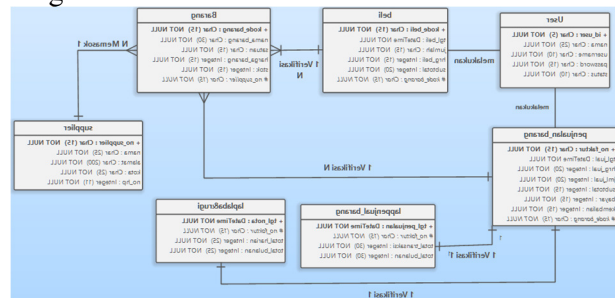 User
+ id_user : Char (15) NOT NULL
nama : Char (25) NOT NULL
username : Char (10) NOT NULL
password : Char (15) NOT NULL
status : Char (10) NOT NULL
melakukan
beli
+ kode_beli : Char (15) NOT NULL
tgl_beli : DateTime NOT NULL
jumlah : Char (15) NOT NULL
hrg_beli : Integer (15) NOT NULL
subtotal : Integer (20) NOT NULL
# kode_barang : Char (15) NOT NULL
1 Verifikasi
N
Barang
+ kode_barang : Char (15) NOT NULL
nama_barang : Char (30) NOT NULL
satuan : Char (15) NOT NULL
harga_barang : Integer (15) NOT NULL
stok : Integer (15) NOT NULL
# no_supplier : Char (15) NOT NULL
N Memasok 1
melakukan
penjualan_barang
+ no_faktur : Char (15) NOT NULL
tgl_jual : DateTime NOT NULL
hrg_jual : Integer (20) NOT NULL
jml_jual : Integer (20) NOT NULL
subtotal : Integer (15) NOT NULL
bayar : Integer (15) NOT NULL
kembalian : Integer (15) NOT NULL
# kode_barang : Char (15) NOT NULL
supplier
+ no_supplier : Char (15) NOT NULL
nama : Char (25) NOT NULL
alamat : Char (200) NOT NULL
kota : Char (25) NOT NULL
no_hp : Integer (11) NOT NULL
1 Verifikasi N
lappenjual_barang
+ tgl_penjualan : DateTime NOT NULL
# no_faktur : Char (15) NOT NULL
total_transaksi : Integer (30) NOT NULL
total_bulanan : Integer (30) NOT NULL
1 Verifikasi 1
1
laplaba&rugi
+ tgl_nota : DateTime NOT NULL
# no_faktur : Char (15) NOT NULL
total_harian : Integer (25) NOT NULL
total_bulanan : Integer (25) NOT NULL
1 Verifikasi 1